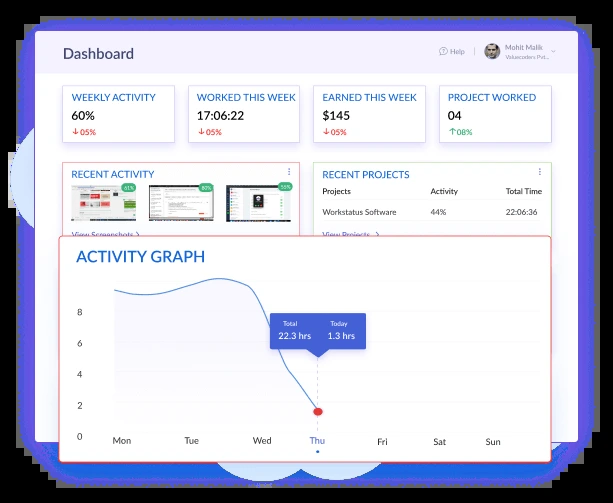 Dashboard
Help
Mohit Malik
Valuecoders Pvt...
WEEKLY ACTIVITY
60%
05%
WORKED THIS WEEK
17:06:22
05%
EARNED THIS WEEK
$145
05%
PROJECT WORKED
04
08%
RECENT ACTIVITY
61%
80%
55%
View Screenshots
RECENT PROJECTS
Projects Activity Total Time
Workstatus Software 44% 22:06:36
View Projects
ACTIVITY GRAPH
Total Today
22.3 hrs 1.3 hrs
8
6
4
2
0
Mon Tue Wed Thu Fri Sat Sun